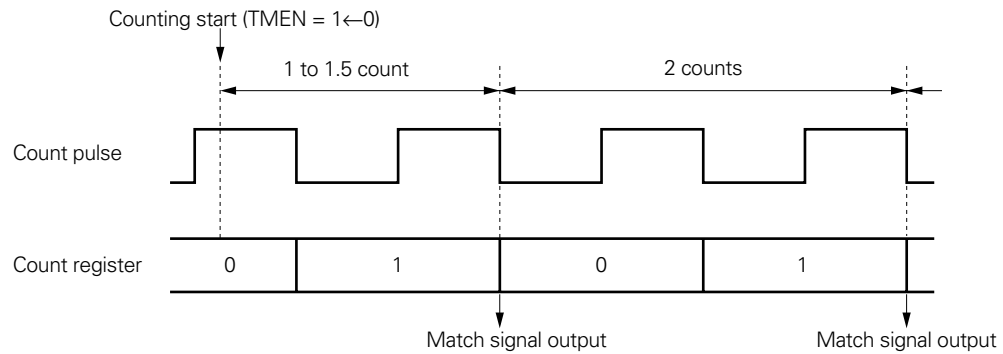 Counting start (TMEN = 1←0)
1 to 1.5 count
2 counts
Count pulse
Count register
0
1
0
1
Match signal output
Match signal output